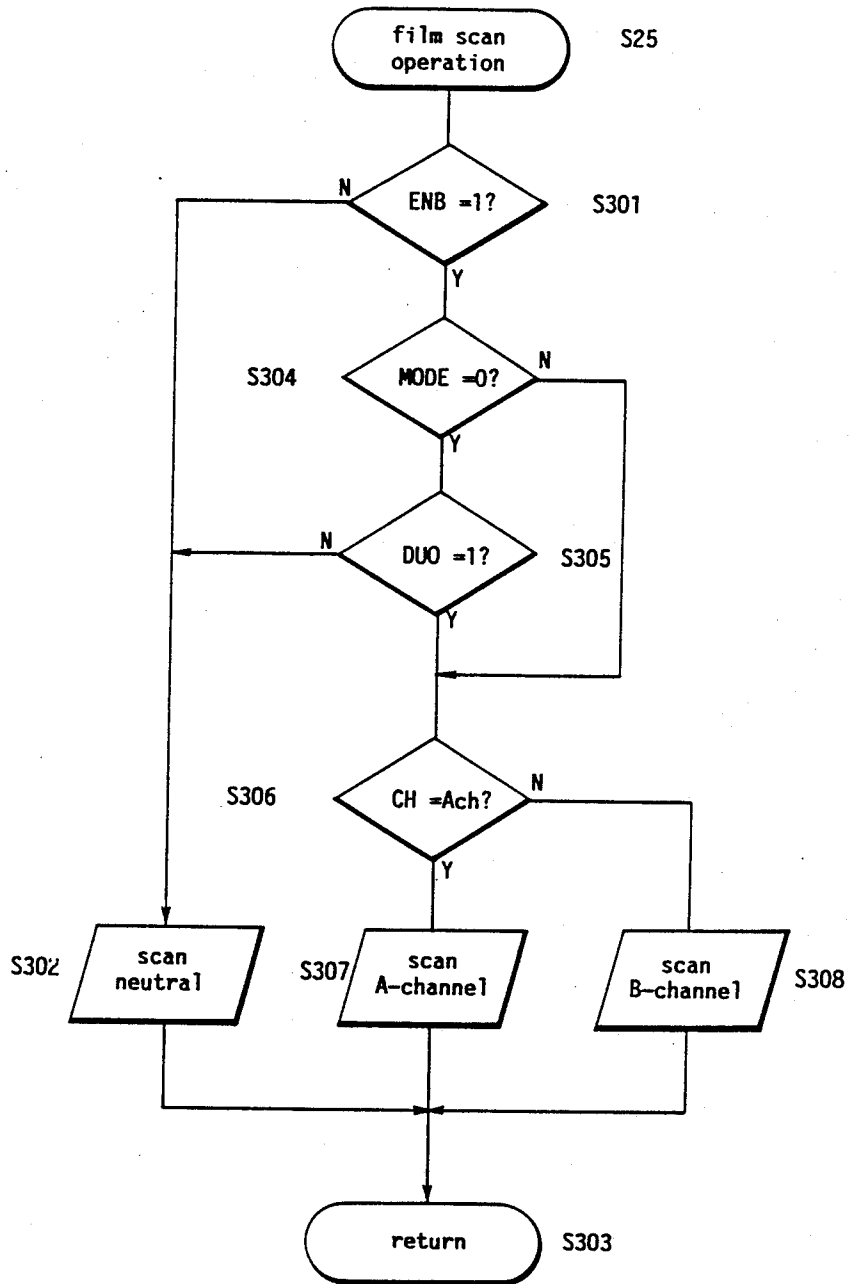 film scan
operation
S25
N
ENB =1?
S301
Y
S304
MODE =0?
N
Y
N
DUO =1?
S305
Y
S306
CH =Ach?
N
Y
S302
scan
neutral
S307
scan
A-channel
scan
B-channel
S308
return
S303